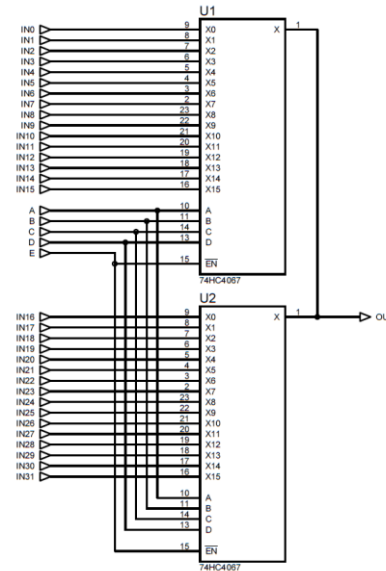 U1
IN0 9 X0 X 1
IN1 8 X1
IN2 7 X2
IN3 6 X3
IN4 5 X4
IN5 4 X5
IN6 3 X6
IN7 2 X7
IN8 23 X8
IN9 22 X9
IN10 21 X10
IN11 20 X11
IN12 19 X12
IN13 18 X13
IN14 17 X14
IN15 16 X15
A 10 A
B 11 B
C 14 C
D 13 D
E
15 EN
74HC4067
U2
IN16 9 X0 X 1 OU
IN17 8 X1
IN18 7 X2
IN19 6 X3
IN20 5 X4
IN21 4 X5
IN22 3 X6
IN23 2 X7
IN24 23 X8
IN25 22 X9
IN26 21 X10
IN27 20 X11
IN28 19 X12
IN29 18 X13
IN30 17 X14
IN31 16 X15
10 A
11 B
14 C
13 D
15 EN
74HC4067